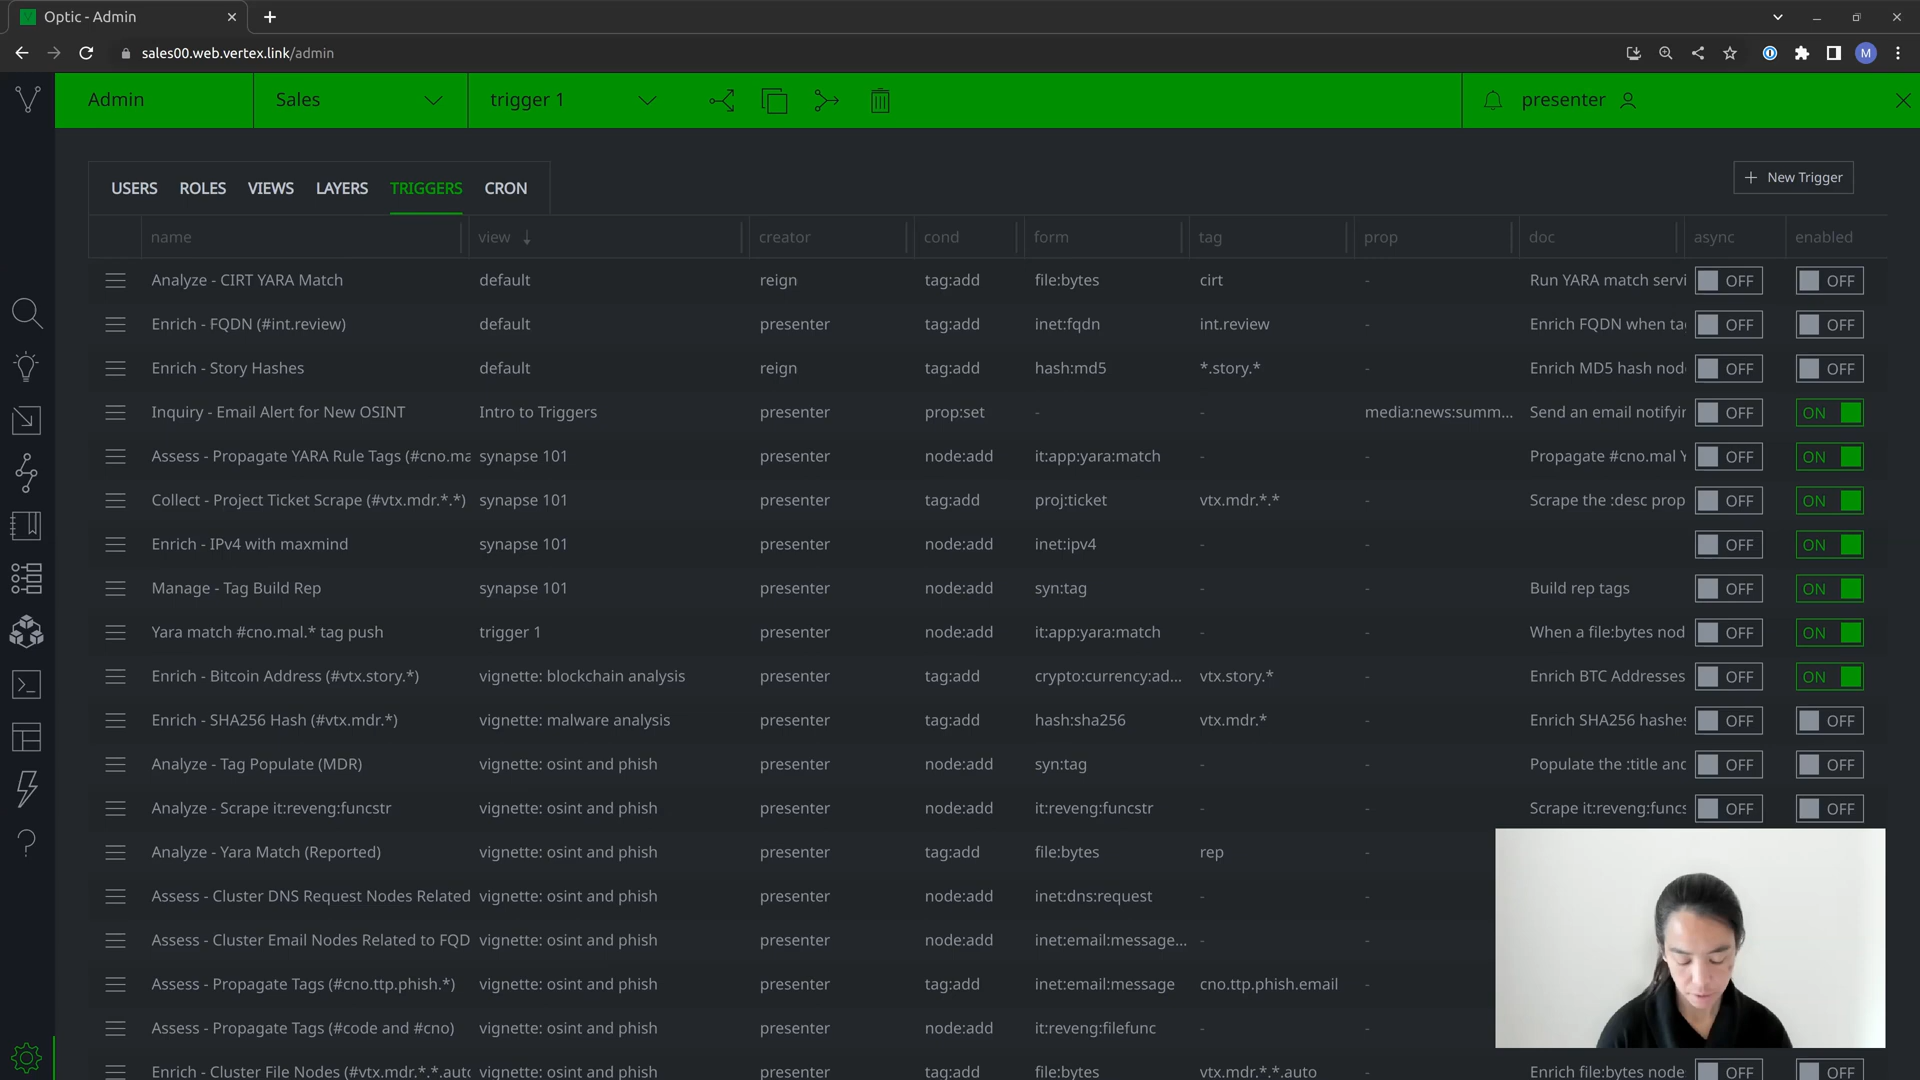 Optic - Admin
sales00.web.vertex.link/admin
M
Admin
Sales
trigger 1
presenter
USERS ROLES VIEWS LAYERS TRIGGERS CRON
New Trigger
name view creator cond form tag prop doc async enabled
Analyze - CIRT YARA Match default reign tag:add file:bytes cirt - Run YARA match servi OFF OFF
Enrich - FQDN (#int.review) default presenter tag:add inet:fqdn int.review - Enrich FQDN when ta OFF OFF
Enrich - Story Hashes default reign tag:add hash:md5 *.story.* - Enrich MD5 hash nod OFF OFF
Inquiry - Email Alert for New OSINT Intro to Triggers presenter prop:set - - media:news:summ... Send an email notifyir OFF ON
Assess - Propagate YARA Rule Tags (#cno.ma synapse 101 presenter node:add it:app:yara:match - - Propagate #cno.mal Y OFF ON
Collect - Project Ticket Scrape (#vtx.mdr.*.*) synapse 101 presenter tag:add proj:ticket vtx.mdr.*.* - Scrape the :desc prop OFF ON
Enrich - IPv4 with maxmind synapse 101 presenter node:add inet:ipv4 - - OFF ON
Manage - Tag Build Rep synapse 101 presenter node:add syn:tag - - Build rep tags OFF ON
Yara match #cno.mal.* tag push trigger 1 presenter node:add it:app:yara:match - - When a file:bytes nod OFF ON
Enrich - Bitcoin Address (#vtx.story.*) vignette: blockchain analysis presenter tag:add crypto:currency:ad... vtx.story.* - Enrich BTC Addresses OFF ON
Enrich - SHA256 Hash (#vtx.mdr.*) vignette: malware analysis presenter tag:add hash:sha256 vtx.mdr.* - Enrich SHA256 hashes OFF OFF
Analyze - Tag Populate (MDR) vignette: osint and phish presenter node:add syn:tag - - Populate the :title and OFF OFF
Analyze - Scrape it:reveng:funcstr vignette: osint and phish presenter node:add it:reveng:funcstr - - Scrape it:reveng:funcs OFF OFF
Analyze - Yara Match (Reported) vignette: osint and phish presenter tag:add file:bytes rep -
Assess - Cluster DNS Request Nodes Related vignette: osint and phish presenter node:add inet:dns:request - -
Assess - Cluster Email Nodes Related to FQD vignette: osint and phish presenter node:add inet:email:message... - -
Assess - Propagate Tags (#cno.ttp.phish.*) vignette: osint and phish presenter tag:add inet:email:message cno.ttp.phish.email -
Assess - Propagate Tags (#code and #cno) vignette: osint and phish presenter node:add it:reveng:filefunc - -
Enrich - Cluster File Nodes (#vtx.mdr.*.*.auto vignette: osint and phish presenter tag:add file:bytes vtx.mdr.*.*.auto - Enrich file:bytes node OFF OFF